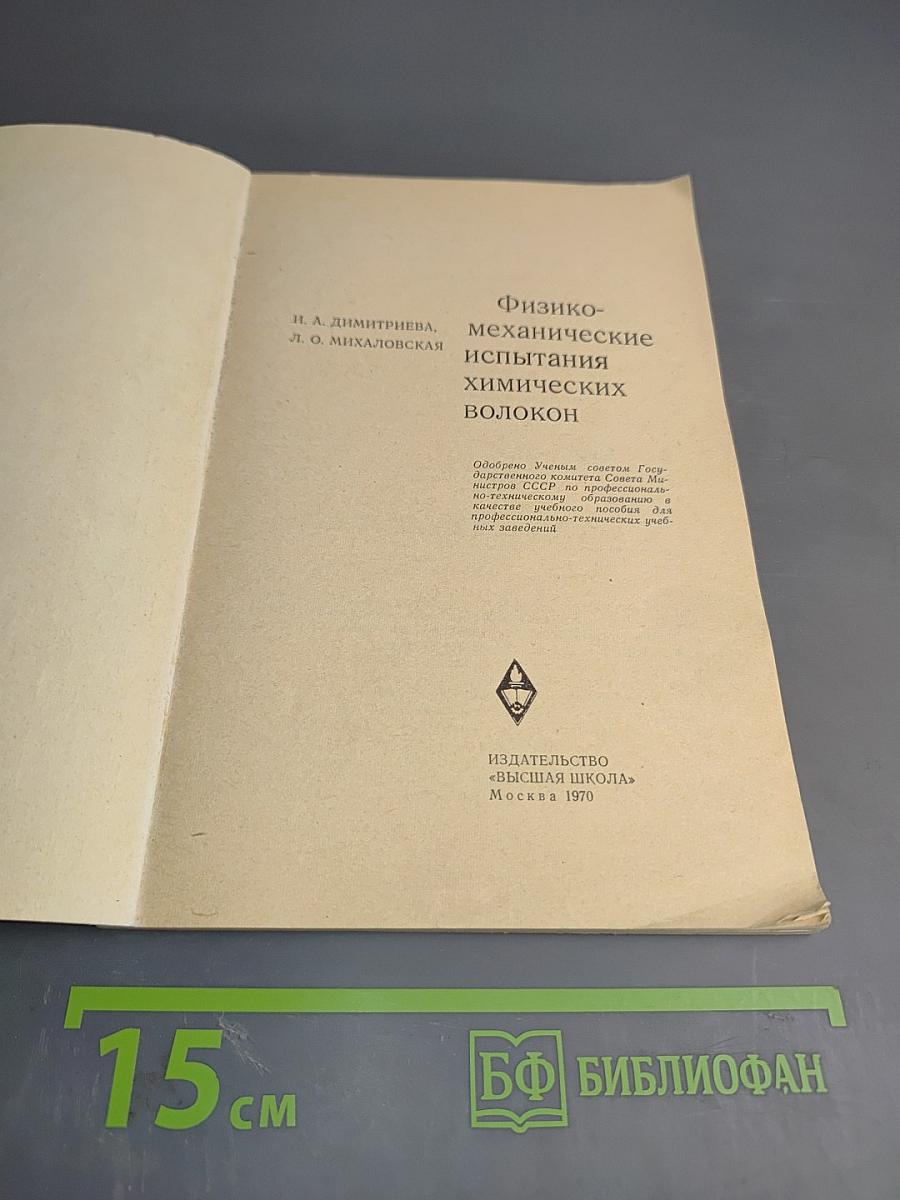 И. А. ДИМИТРИЕВА,
Л. О. МИХАЛОВСКАЯ
Физико-
механические
испытания
химических
волокон
Одобрено Ученым советом Госу-
дарственного комитета Совета Ми-
нистров СССР по профессиональ-
но-техническому образованию в
качестве учебного пособия для
профессионально-технических учеб-
ных заведений
ИЗДАТЕЛЬСТВО
«ВЫСШАЯ ШКОЛА»
Москва 1970
15 см
БФ БИБЛИОФАН